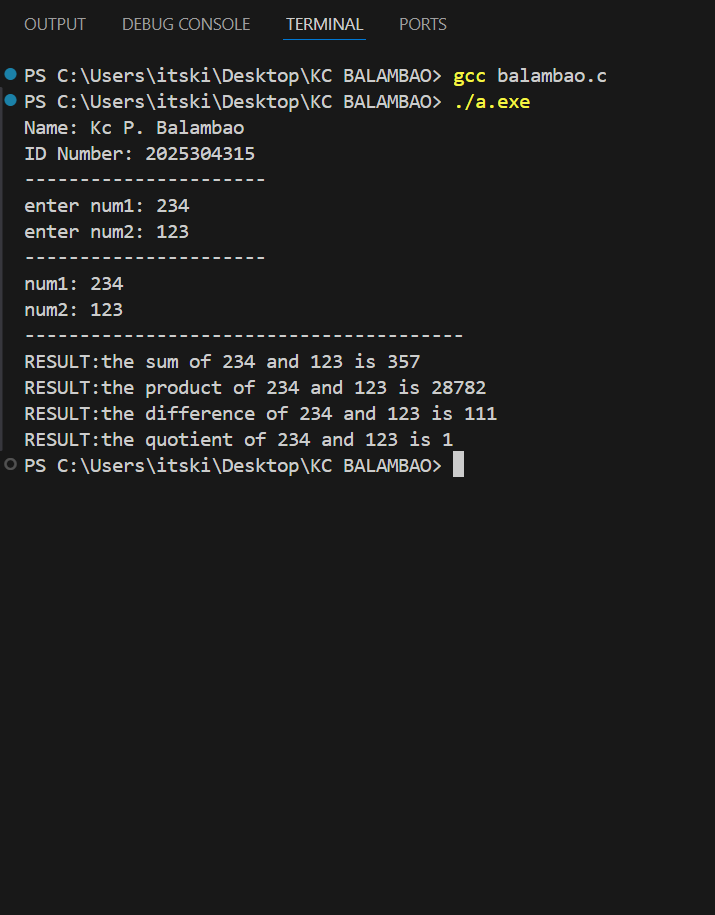 OUTPUT DEBUG CONSOLE TERMINAL PORTS
PS C:\Users\itski\Desktop\KC BALAMBAO> gcc balambao.c
PS C:\Users\itski\Desktop\KC BALAMBAO> ./a.exe
Name: Kc P. Balambao
ID Number: 2025304315
----------------------
enter num1: 234
enter num2: 123
----------------------
num1: 234
num2: 123
----------------------------------------
RESULT:the sum of 234 and 123 is 357
RESULT:the product of 234 and 123 is 28782
RESULT:the difference of 234 and 123 is 111
RESULT:the quotient of 234 and 123 is 1
PS C:\Users\itski\Desktop\KC BALAMBAO>